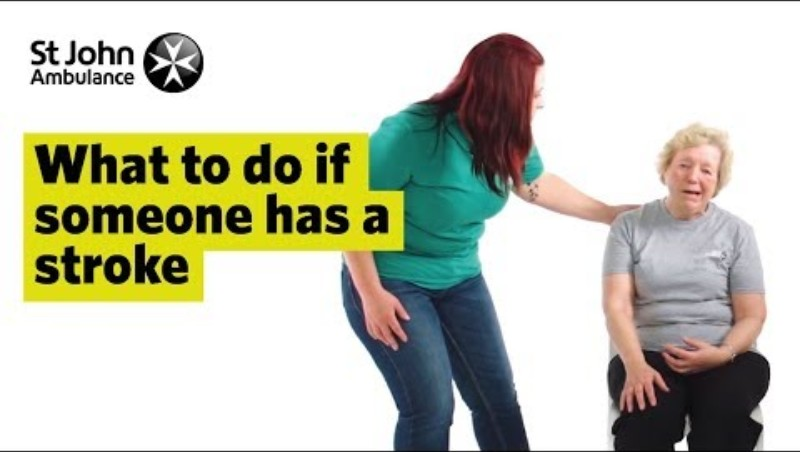 St John
Ambulance
What to do if
someone has a
stroke